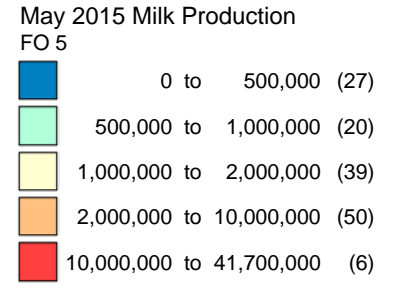 May 2015 Milk Production
FO 5
0 to 500,000 (27)
500,000 to 1,000,000 (20)
1,000,000 to 2,000,000 (39)
2,000,000 to 10,000,000 (50)
10,000,000 to 41,700,000 (6)